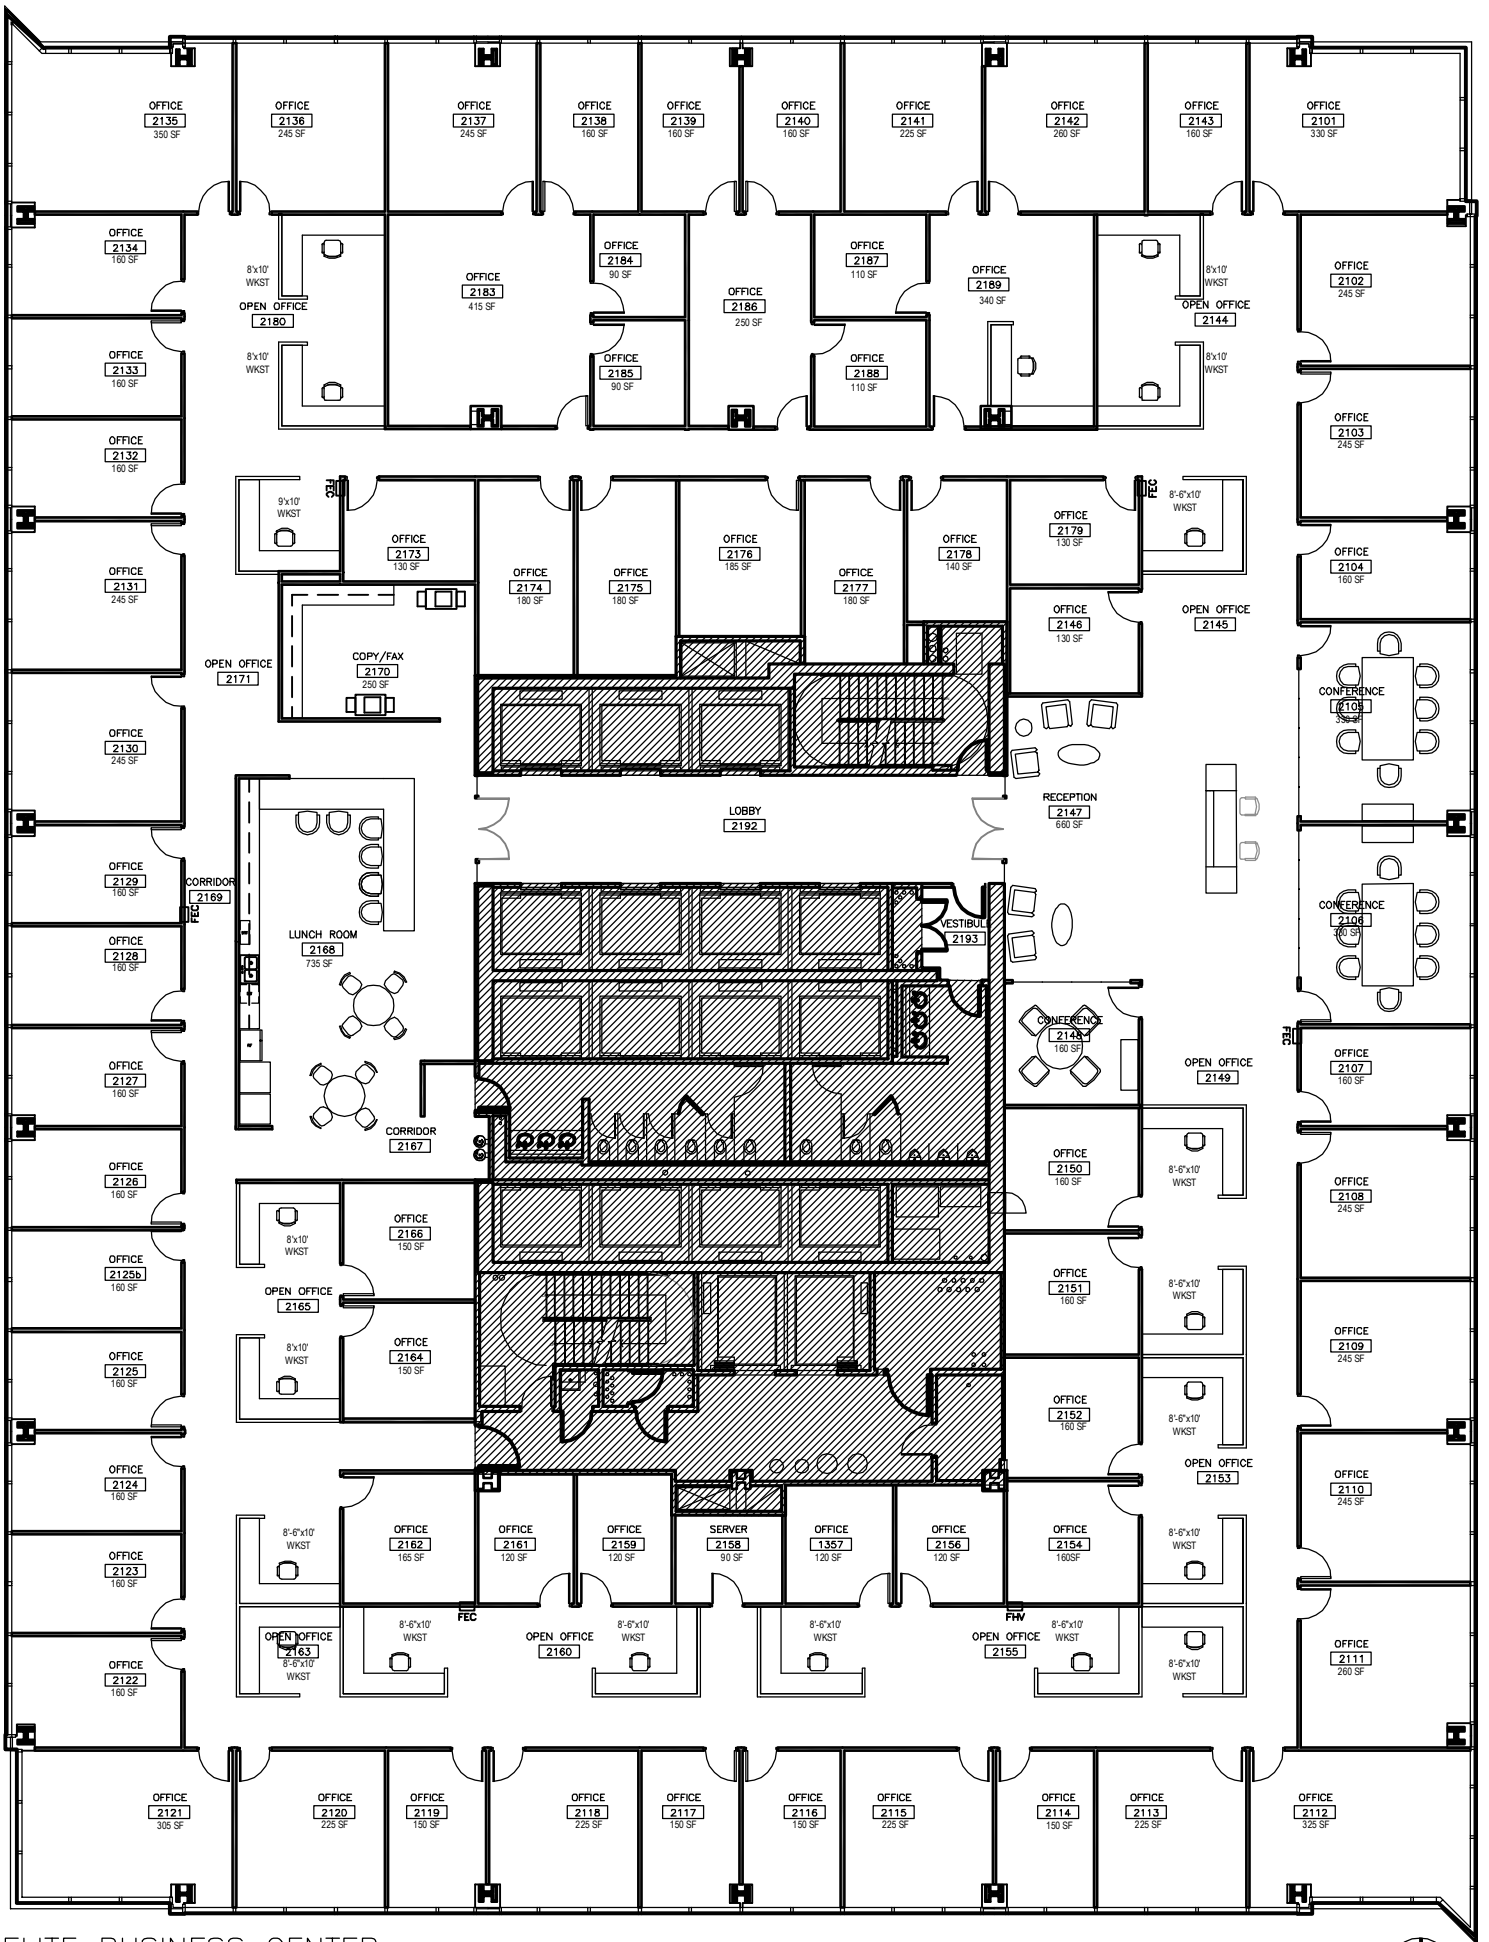 OFFICE
2135
350 SF
OFFICE
2136
245 SF
OFFICE
2137
245 SF
OFFICE
2138
160 SF
OFFICE
2139
160 SF
OFFICE
2140
160 SF
OFFICE
2141
225 SF
OFFICE
2142
260 SF
OFFICE
2143
160 SF
OFFICE
2101
330 SF
OFFICE
2134
160 SF
8'x10'
WKST
OPEN OFFICE
2180
8'x10'
WKST
OFFICE
2183
415 SF
OFFICE
2184
90 SF
OFFICE
2185
90 SF
OFFICE
2186
250 SF
OFFICE
2187
110 SF
OFFICE
2188
110 SF
OFFICE
2189
340 SF
8'x10'
WKST
OPEN OFFICE
2144
8'x10'
WKST
OFFICE
2102
245 SF
OFFICE
2133
160 SF
OFFICE
2103
245 SF
OFFICE
2132
160 SF
9'x10'
WKST
FEC
OFFICE
2173
130 SF
OFFICE
2174
180 SF
OFFICE
2175
180 SF
OFFICE
2176
185 SF
OFFICE
2177
180 SF
OFFICE
2178
140 SF
OFFICE
2179
130 SF
FEC
8'-6"x10'
WKST
OFFICE
2104
160 SF
OFFICE
2131
245 SF
OFFICE
2146
130 SF
OPEN OFFICE
2145
OPEN OFFICE
2171
COPY/FAX
2170
250 SF
CONFERENCE
2105
330 SF
OFFICE
2130
245 SF
LOBBY
2192
RECEPTION
2147
660 SF
OFFICE
2129
160 SF
CORRIDOR
2169
FEC
LUNCH ROOM
2168
735 SF
VESTIBUL
2193
CONFERENCE
2106
330 SF
OFFICE
2128
160 SF
CONFERENCE
2148
160 SF
FEC
OPEN OFFICE
2149
OFFICE
2107
160 SF
OFFICE
2127
160 SF
CORRIDOR
2167
OFFICE
2126
160 SF
OFFICE
2150
160 SF
8'-6"x10'
WKST
OFFICE
2108
245 SF
8'x10'
WKST
OFFICE
2166
150 SF
OFFICE
2125b
160 SF
OPEN OFFICE
2165
OFFICE
2151
160 SF
8'-6"x10'
WKST
OFFICE
2109
245 SF
8'x10'
WKST
OFFICE
2164
150 SF
OFFICE
2125
160 SF
OFFICE
2152
160 SF
8'-6"x10'
WKST
OPEN OFFICE
2153
OFFICE
2124
160 SF
OFFICE
2110
245 SF
8'-6"x10'
WKST
OFFICE
2162
165 SF
OFFICE
2161
120 SF
OFFICE
2159
120 SF
SERVER
2158
90 SF
OFFICE
1357
120 SF
OFFICE
2156
120 SF
OFFICE
2154
160SF
8'-6"x10'
WKST
OFFICE
2123
160 SF
FEC
FHV
OPEN OFFICE
2163
8'-6"x10'
WKST
8'-6"x10'
WKST
OPEN OFFICE
2160
8'-6"x10'
WKST
8'-6"x10'
WKST
OPEN OFFICE
2155
8'-6"x10'
WKST
8'-6"x10'
WKST
OFFICE
2111
260 SF
OFFICE
2122
160 SF
OFFICE
2121
305 SF
OFFICE
2120
225 SF
OFFICE
2119
150 SF
OFFICE
2118
225 SF
OFFICE
2117
150 SF
OFFICE
2116
150 SF
OFFICE
2115
225 SF
OFFICE
2114
150 SF
OFFICE
2113
225 SF
OFFICE
2112
325 SF
ELITE BUSINESS CENTER